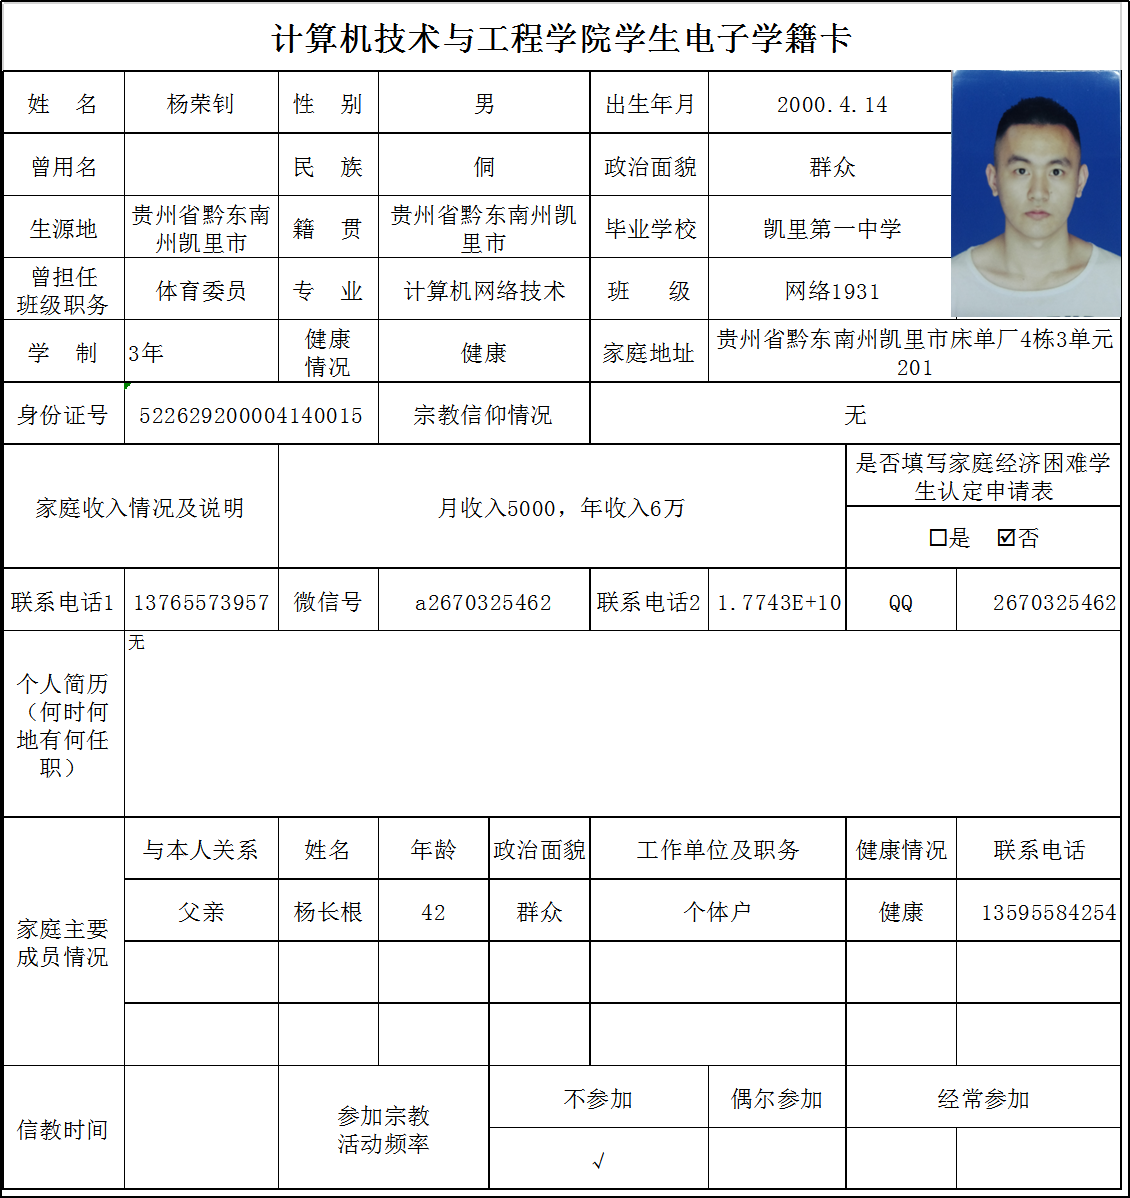 计算机技术与工程学院学生电子学籍卡
姓 名 杨荣钊 性 别 男 出生年月 2000.4.14
曾用名 民 族 侗 政治面貌 群众
生源地 贵州省黔东南州凯里市 籍 贯 贵州省黔东南州凯里市 毕业学校 凯里第一中学
曾担任班级职务 体育委员 专 业 计算机网络技术 班 级 网络1931
学 制 3年 健康情况 健康 家庭地址 贵州省黔东南州凯里市床单厂4栋3单元201
身份证号 522629200004140015 宗教信仰情况 无
家庭收入情况及说明 月收入5000，年收入6万 是否填写家庭经济困难学生认定申请表
☐是 ☑否
联系电话1 13765573957 微信号 a2670325462 联系电话2 1.7743E+10 QQ 2670325462
个人简历（何时何地有何任职） 无
家庭主要成员情况 与本人关系 姓名 年龄 政治面貌 工作单位及职务 健康情况 联系电话
父亲 杨长根 42 群众 个体户 健康 13595584254
信教时间 参加宗教活动频率 不参加 偶尔参加 经常参加
√